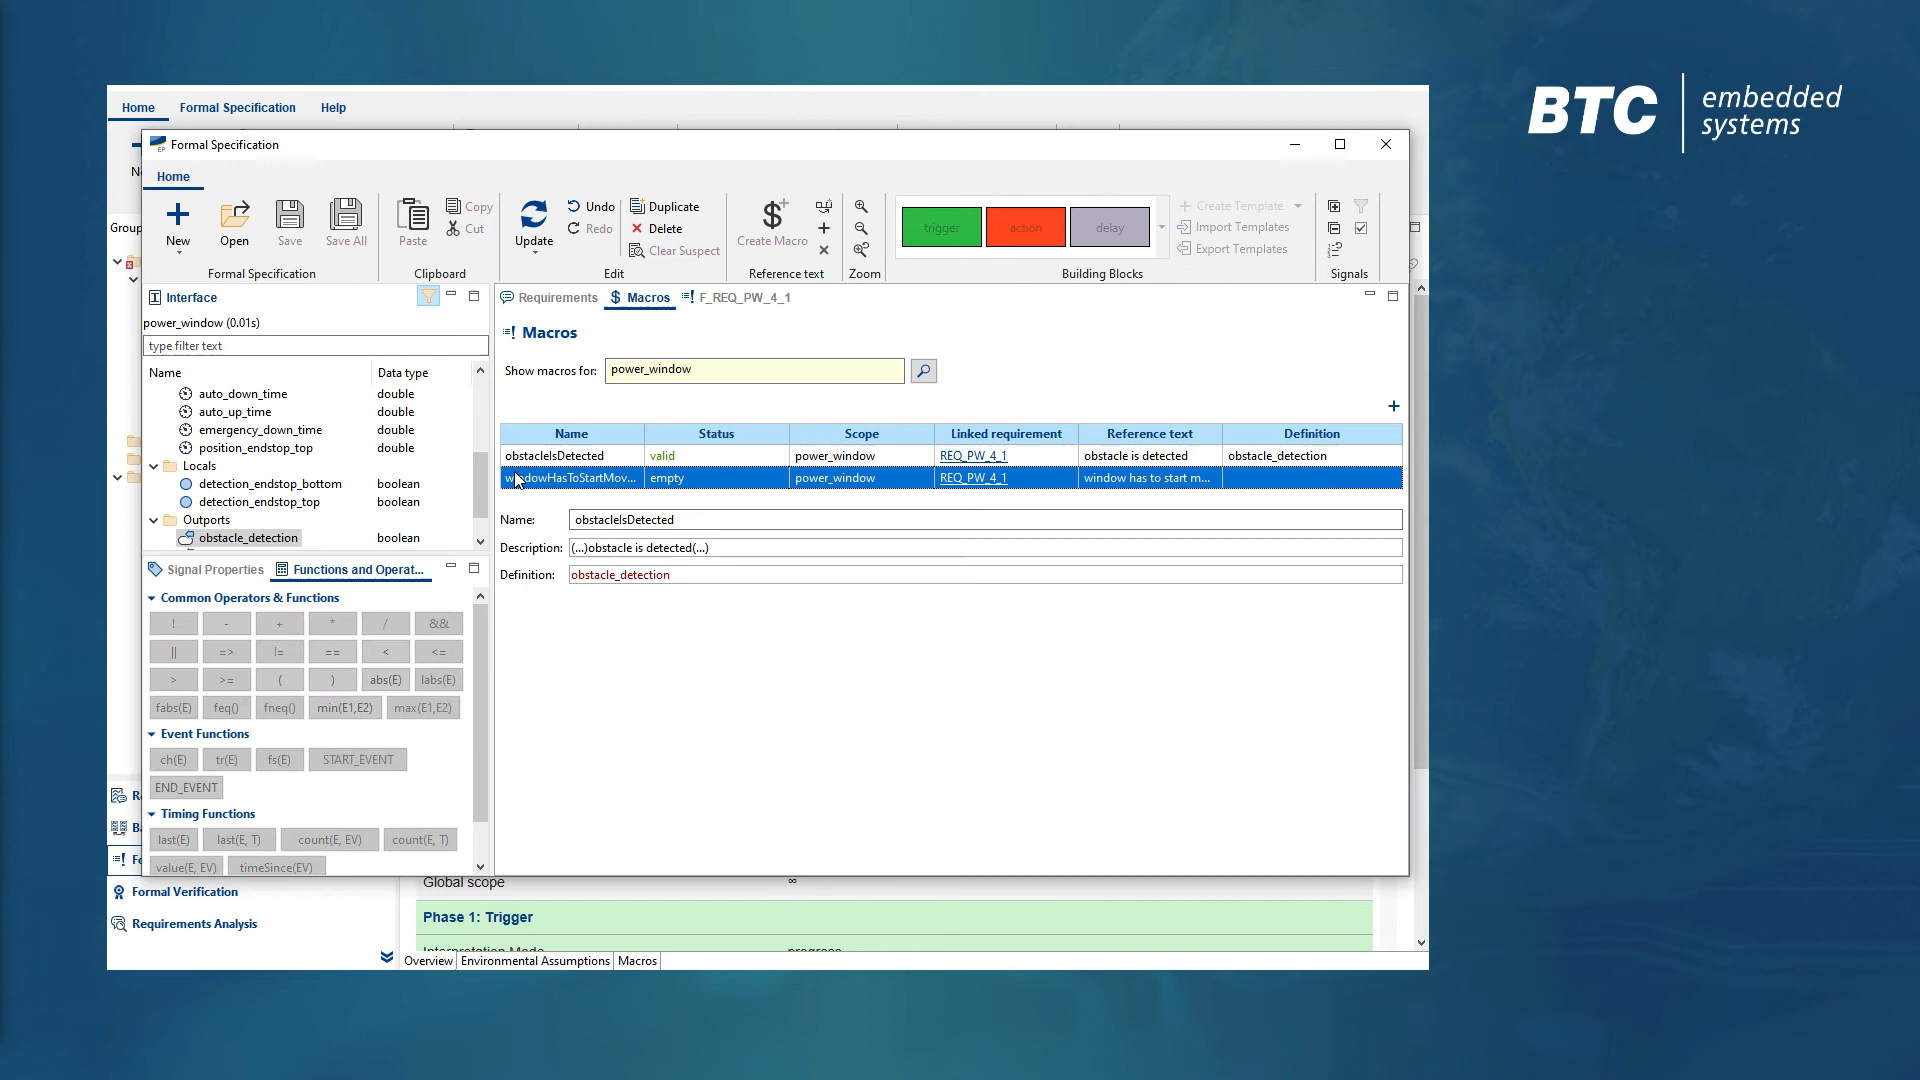 BTC embedded systems
Home Formal Specification Help
EP Formal Specification
Home
New Open Save Save All Paste Copy Cut Update Undo Redo Duplicate Delete Clear Suspect Create Macro
trigger action delay Create Template Import Templates Export Templates
Formal Specification Clipboard Edit Reference text Zoom Building Blocks Signals
Group
Interface
power_window (0.01s)
type filter text
Name Data type
auto_down_time double
auto_up_time double
emergency_down_time double
position_endstop_top double
Locals
detection_endstop_bottom boolean
detection_endstop_top boolean
Outports
obstacle_detection boolean
Signal Properties Functions and Operat...
Common Operators & Functions
! - + * / &&
|| => != == < <=
> >= ( ) abs(E) labs(E)
fabs(E) feq() fneq() min(E1,E2) max(E1,E2)
Event Functions
ch(E) tr(E) fs(E) START_EVENT
END_EVENT
Timing Functions
last(E) last(E, T) count(E, EV) count(E, T)
value(E, EV) timeSince(EV)
Requirements Macros F_REQ_PW_4_1
Macros
Show macros for: power_window
Name Status Scope Linked requirement Reference text Definition
obstacleIsDetected valid power_window REQ_PW_4_1 obstacle is detected obstacle_detection
windowHasToStartMov... empty power_window REQ_PW_4_1 window has to start m...
Name: obstacleIsDetected
Description: (...)obstacle is detected(...)
Definition: obstacle_detection
Formal Verification
Requirements Analysis
Global scope ∞
Phase 1: Trigger
Interpretation Mode progress
Overview Environmental Assumptions Macros